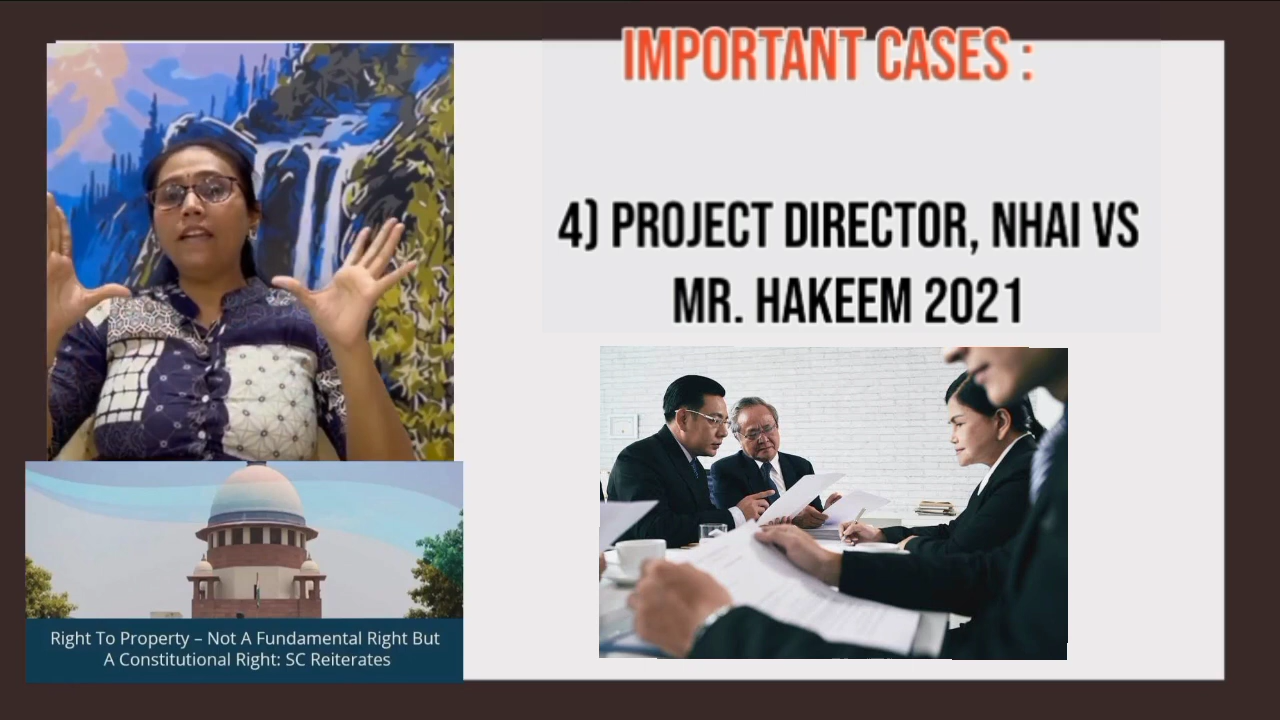 IMPORTANT CASES :
4) PROJECT DIRECTOR, NHAI VS
MR. HAKEEM 2021
Right To Property – Not A Fundamental Right But
A Constitutional Right: SC Reiterates